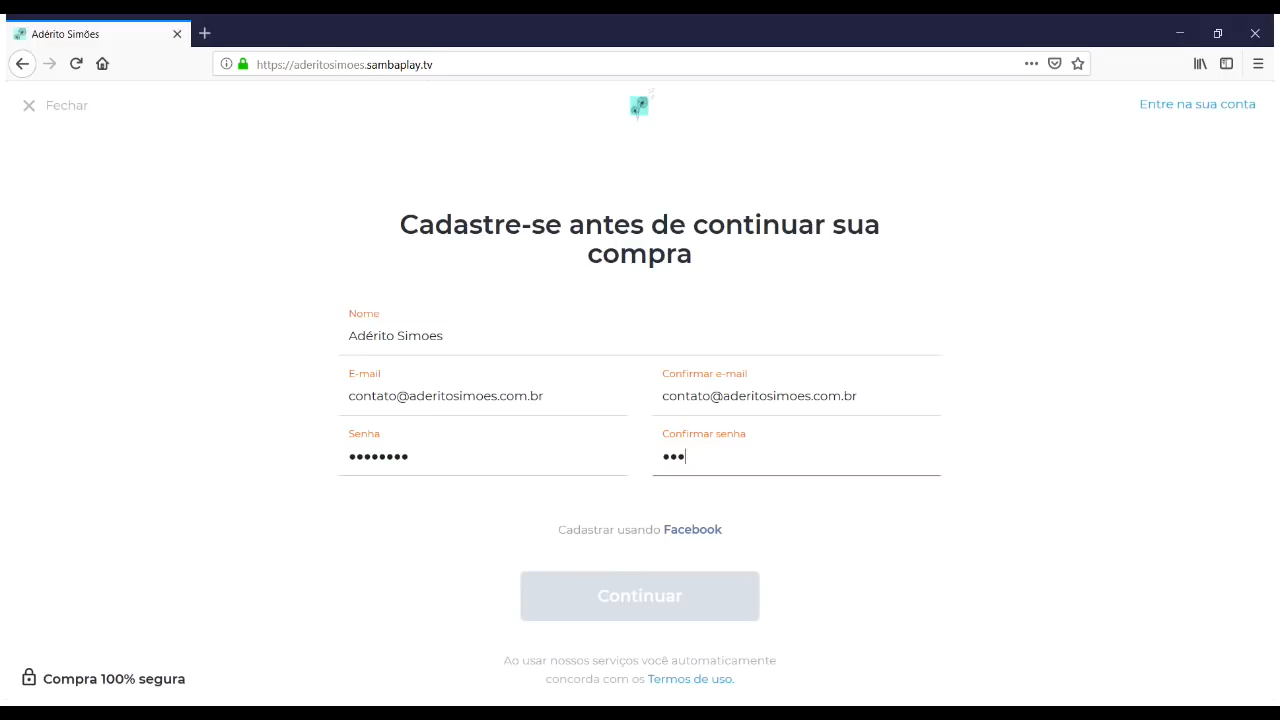 Adérito Simões
https://aderitosimoes.sambaplay.tv
Fechar
Entre na sua conta
Cadastre-se antes de continuar sua
compra
Nome
Adérito Simoes
E-mail
Confirmar e-mail
contato@aderitosimoes.com.br
contato@aderitosimoes.com.br
Senha
Confirmar senha
••••••••
•••
Cadastrar usando Facebook
Continuar
Ao usar nossos serviços você automaticamente
concorda com os Termos de uso.
Compra 100% segura